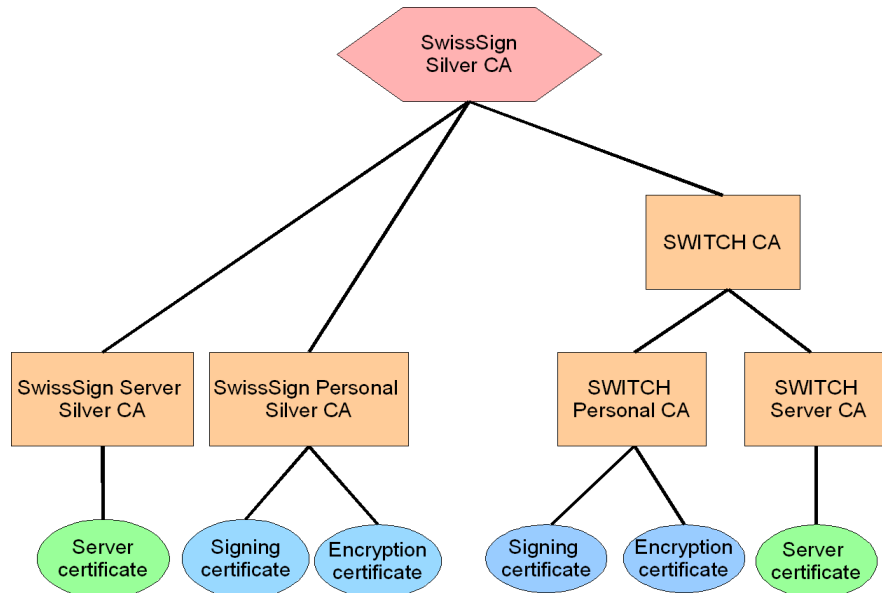 SwissSign
Silver CA
SWITCH CA
SwissSign Server
Silver CA
SwissSign Personal
Silver CA
SWITCH
Personal CA
SWITCH
Server CA
Server
certificate
Signing
certificate
Encryption
certificate
Signing
certificate
Encryption
certificate
Server
certificate